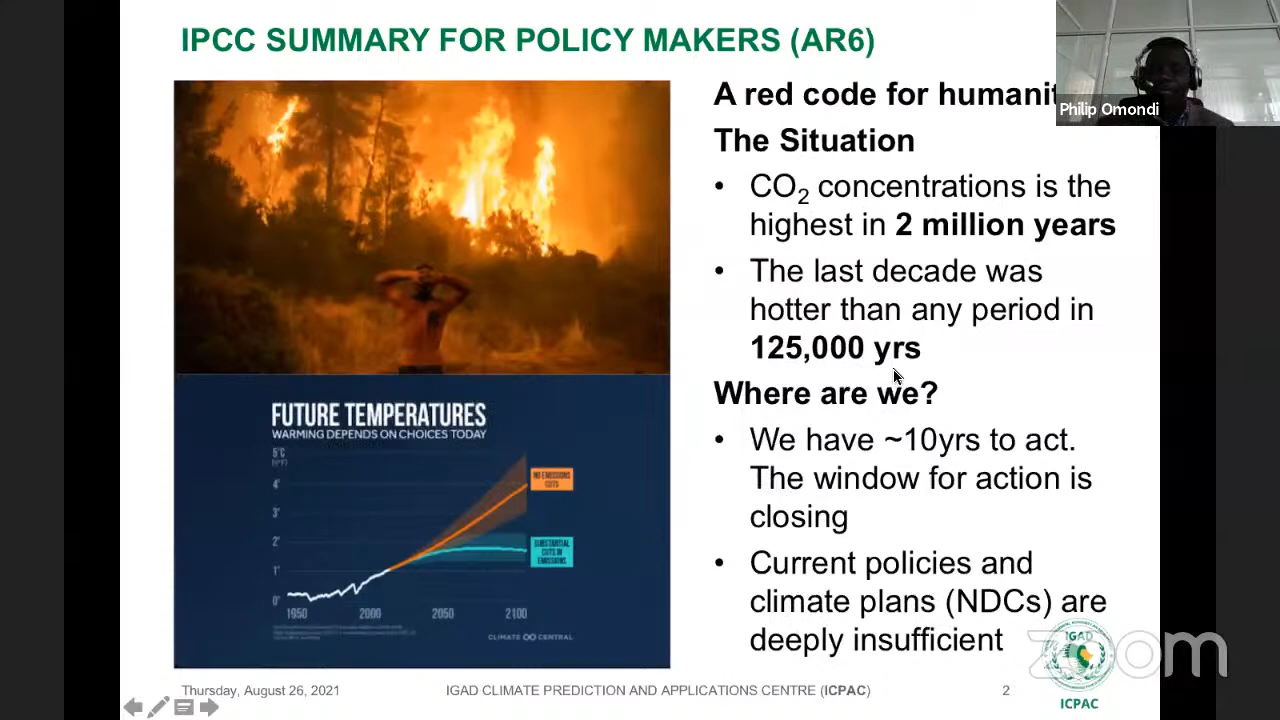 IPCC SUMMARY FOR POLICY MAKERS (AR6)
A red code for humanit
Philip Omondi
The Situation
• CO₂ concentrations is the
highest in 2 million years
• The last decade was
hotter than any period in
125,000 yrs
Where are we?
• We have ~10yrs to act.
The window for action is
closing
• Current policies and
climate plans (NDCs) are
deeply insufficient
FUTURE TEMPERATURES
WARMING DEPENDS ON CHOICES TODAY
5°C
4°
3°
2°
1°
0°
NO EMISSIONS
CUTS
SUBSTANTIAL
CUTS IN
EMISSIONS
1950
2000
2050
2100
CLIMATE CENTRAL
Thursday, August 26, 2021
IGAD CLIMATE PREDICTION AND APPLICATIONS CENTRE (ICPAC)
2
IGAD
ICPAC
zoom